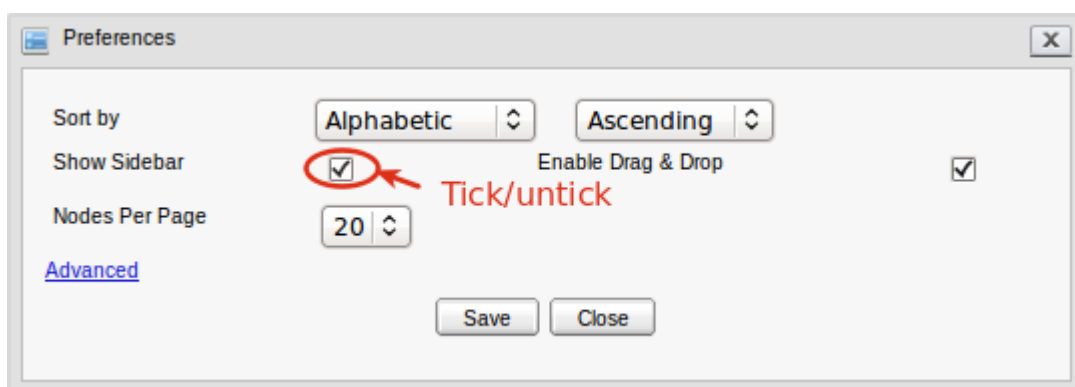 Preferences
X
Sort by Alphabetic Ascending
Show Sidebar Enable Drag & Drop
Tick/untick
Nodes Per Page 20
Advanced
Save Close